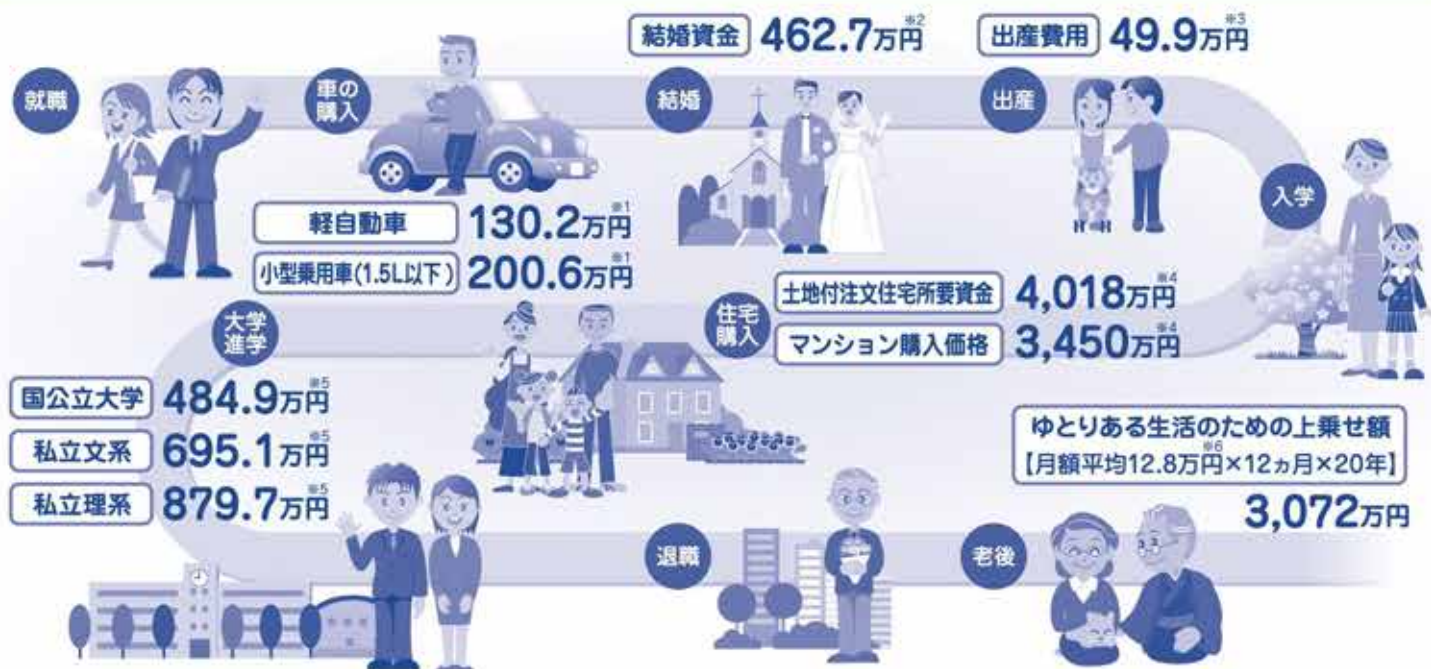 就職
車の
購入
軽自動車 130.2万円※1
小型乗用車(1.5L以下) 200.6万円※1
結婚資金 462.7万円※2
結婚
出産費用 49.9万円※3
出産
入学
住宅
購入
土地付注文住宅所要資金 4,018万円※4
マンション購入価格 3,450万円※4
大学
進学
国公立大学 484.9万円※5
私立文系 695.1万円※5
私立理系 879.7万円※5
退職
老後
ゆとりある生活のための上乗せ額
【月額平均12.8万円※6×12ヵ月×20年】
3,072万円